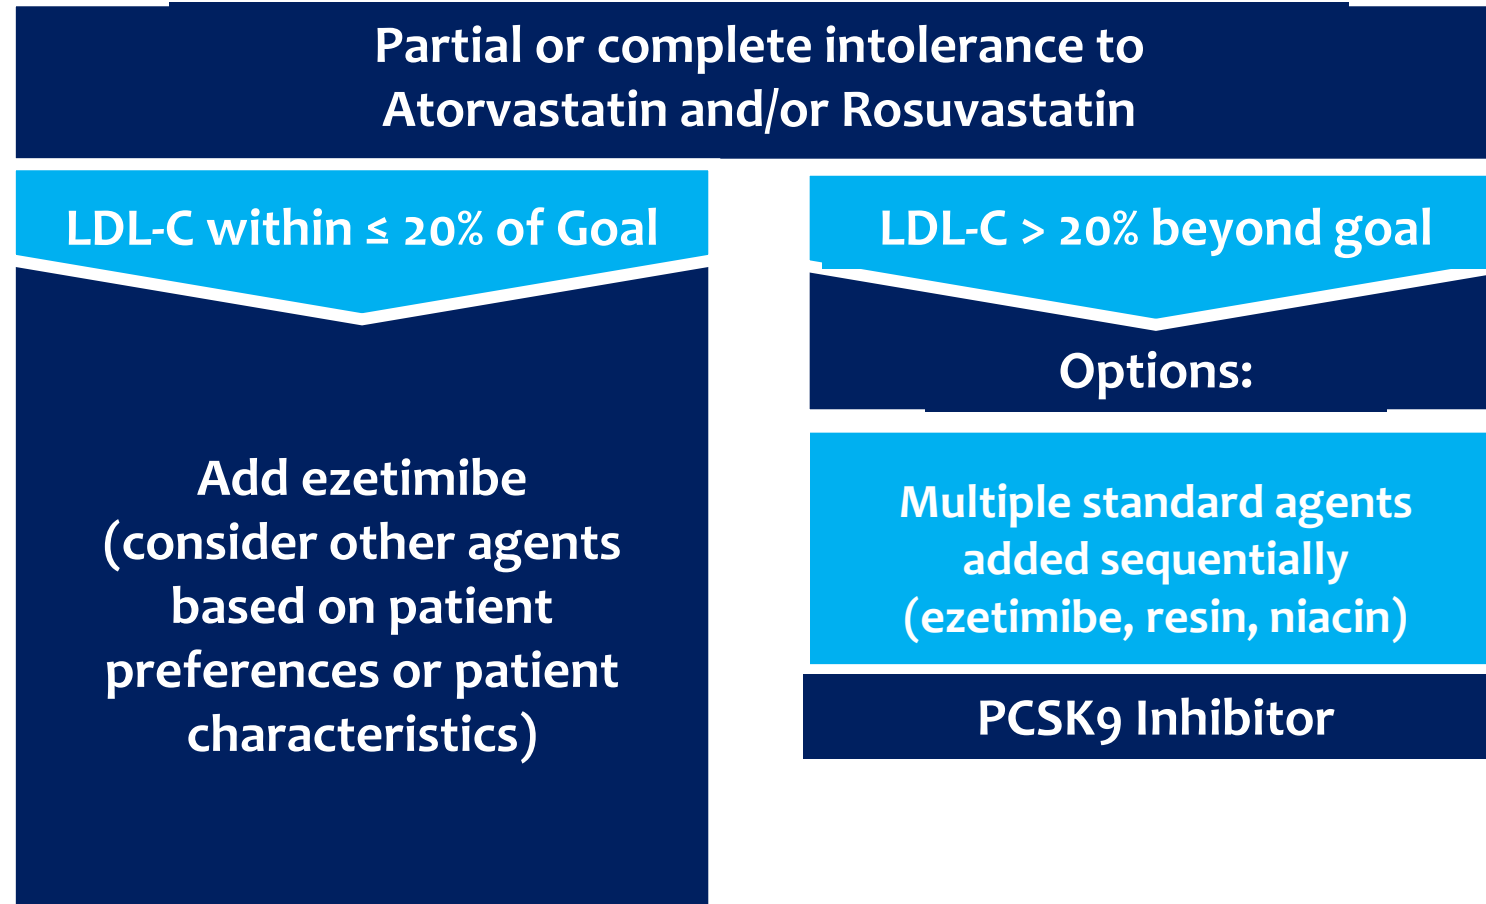 Partial or complete intolerance to
Atorvastatin and/or Rosuvastatin
LDL-C within ≤ 20% of Goal
Add ezetimibe
(consider other agents
based on patient
preferences or patient
characteristics)
LDL-C > 20% beyond goal
Options:
Multiple standard agents
added sequentially
(ezetimibe, resin, niacin)
PCSK9 Inhibitor